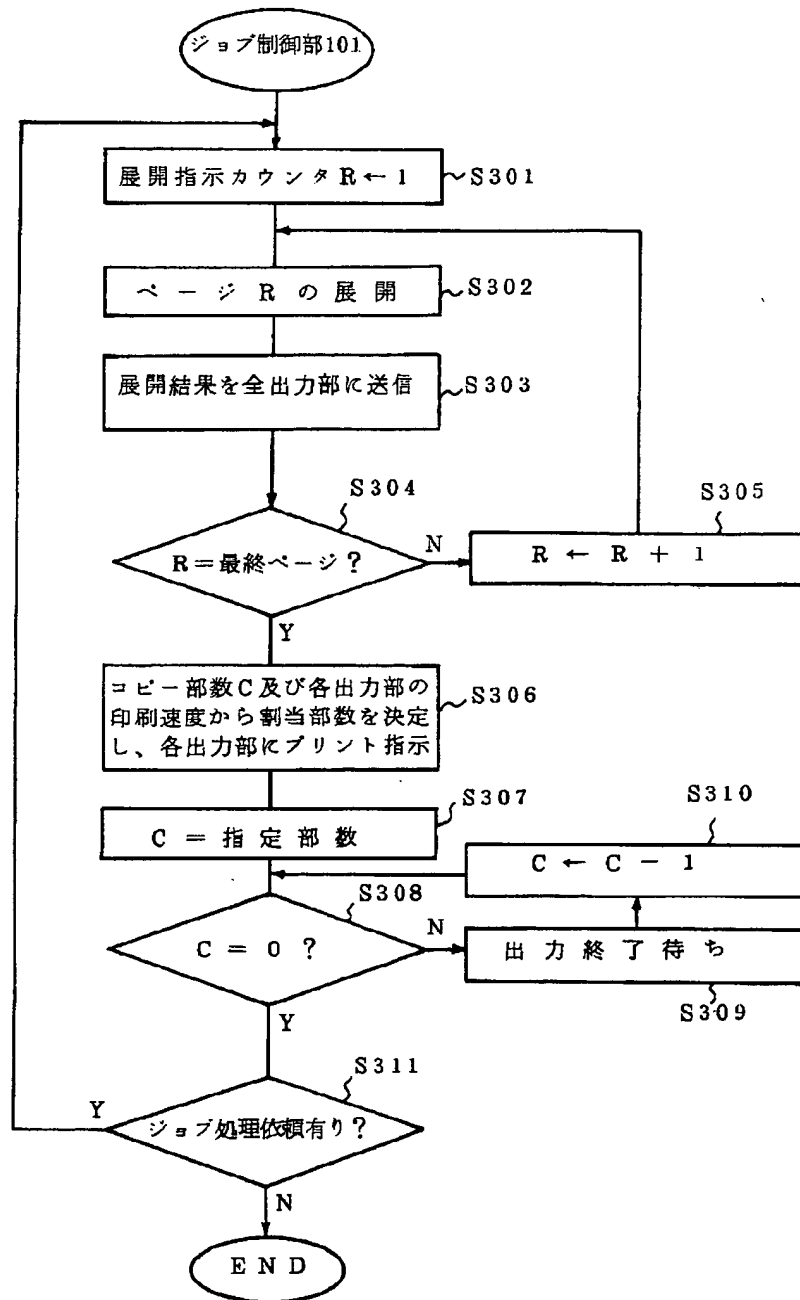 ジョブ制御部101
展開指示カウンタR←1
S301
ページRの展開
S302
展開結果を全出力部に送信
S303
S304
R=最終ページ?
N
S305
R ← R + 1
Y
コピー部数C及び各出力部の
印刷速度から割当部数を決定
し、各出力部にプリント指示
S306
C = 指定部数
S307
S310
C ← C - 1
S308
C = 0 ?
N
出力終了待ち
S309
Y
S311
Y
ジョブ処理依頼有り?
N
END